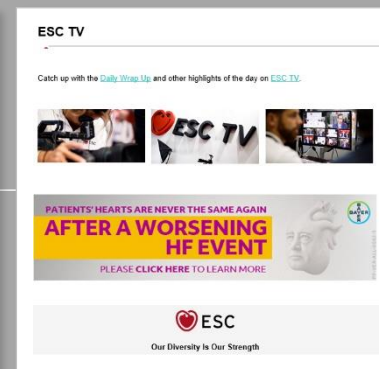 ESC TV
Catch up with the Daily Wrap Up and other highlights of the day on ESC TV.
ESC TV
PATIENTS' HEARTS ARE NEVER THE SAME AGAIN
AFTER A WORSENING
HF EVENT
PLEASE CLICK HERE TO LEARN MORE
BAYER
ESC
Our Diversity Is Our Strength